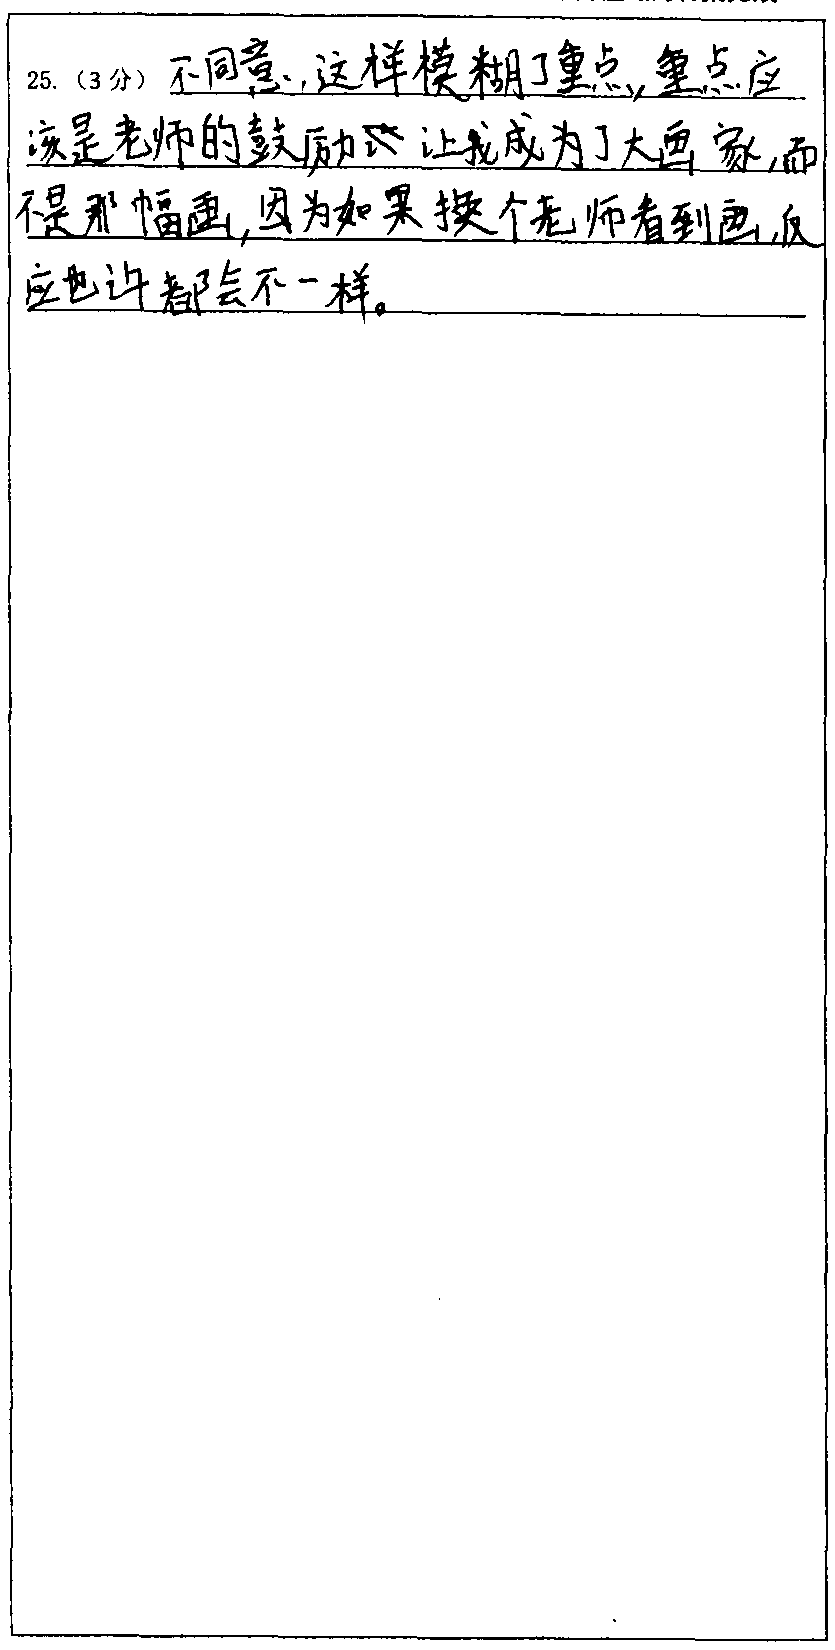 25.（3分）不同意，这样模糊了重点，重点应
该是老师的鼓励让我成为了大画家，而
不是那幅画，因为如果换个老师看到画，反
应也许都会不一样。